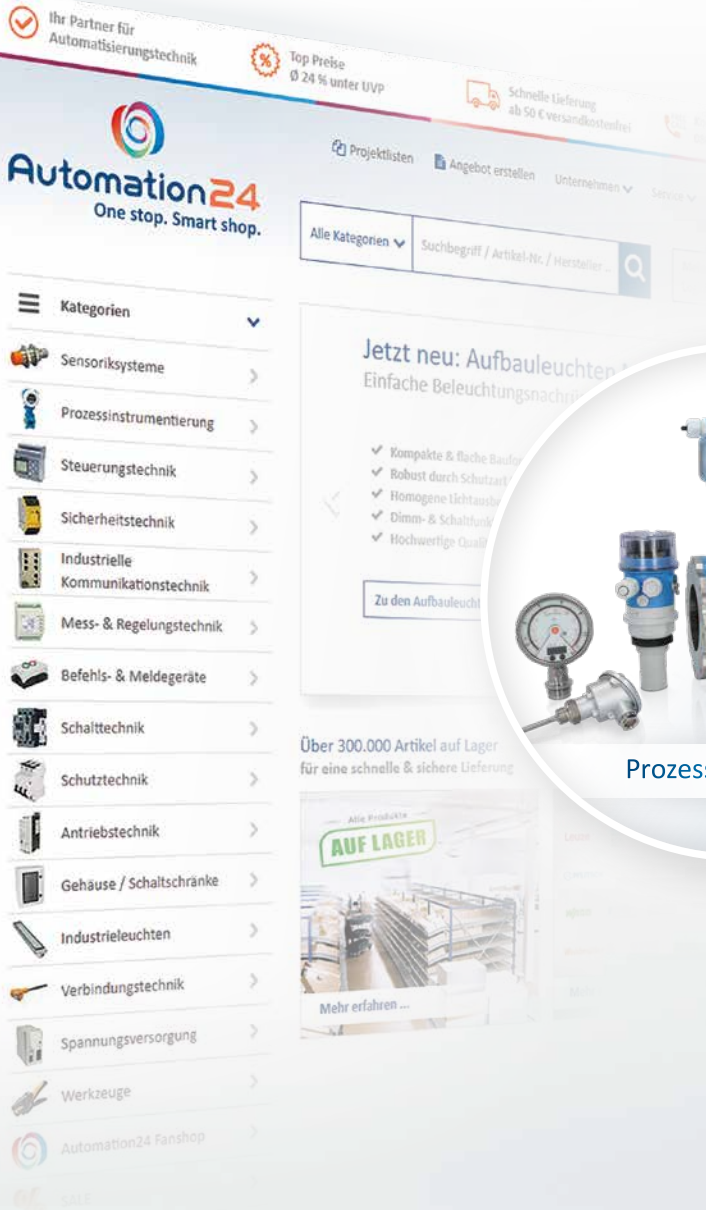 Ihr Partner für
Automatisierungstechnik
Top Preise
Ø 24 % unter UVP
Schnelle Lieferung
ab 50 € versandkostenfrei
Automation24
One stop. Smart shop.
Projektlisten
Angebot erstellen
Unternehmen
Service
Alle Kategorien
Suchbegriff / Artikel-Nr. / Hersteller ...
Kategorien
Sensoriksysteme
Prozessinstrumentierung
Steuerungstechnik
Sicherheitstechnik
Industrielle
Kommunikationstechnik
Mess- & Regelungstechnik
Befehls- & Meldegeräte
Schalttechnik
Schutztechnik
Antriebstechnik
Gehäuse / Schaltschränke
Industrieleuchten
Verbindungstechnik
Spannungsversorgung
Werkzeuge
Automation24 Fanshop
SALE
Jetzt neu: Aufbauleuchten
Einfache Beleuchtungsnachrü
Kompakte & flache Baufor
Robust durch Schutzart
Homogene Lichtausbe
Dimm- & Schaltfunk
Hochwertige Quali
Zu den Aufbauleucht
Prozess
Über 300.000 Artikel auf Lager
für eine schnelle & sichere Lieferung
Alle Produkte
AUF LAGER
Mehr erfahren ...